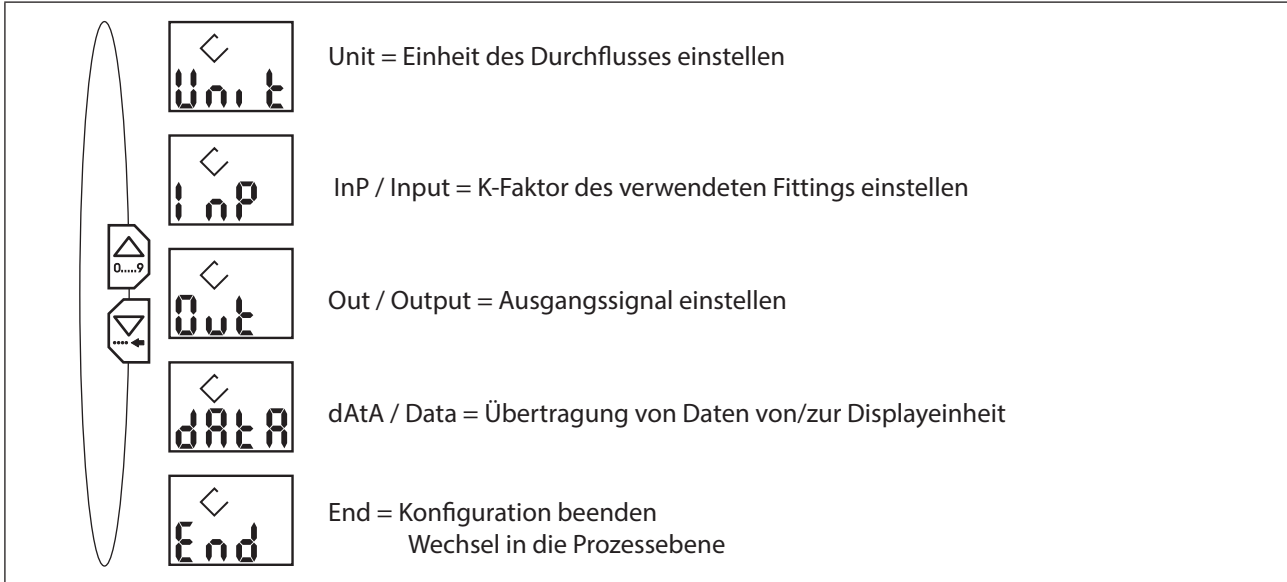 Unit
Unit = Einheit des Durchflusses einstellen
InP
InP / Input = K-Faktor des verwendeten Fittings einstellen
0.....9
Out
Out / Output = Ausgangssignal einstellen
dAtA
dAtA / Data = Übertragung von Daten von/zur Displayeinheit
End
End = Konfiguration beenden
Wechsel in die Prozessebene